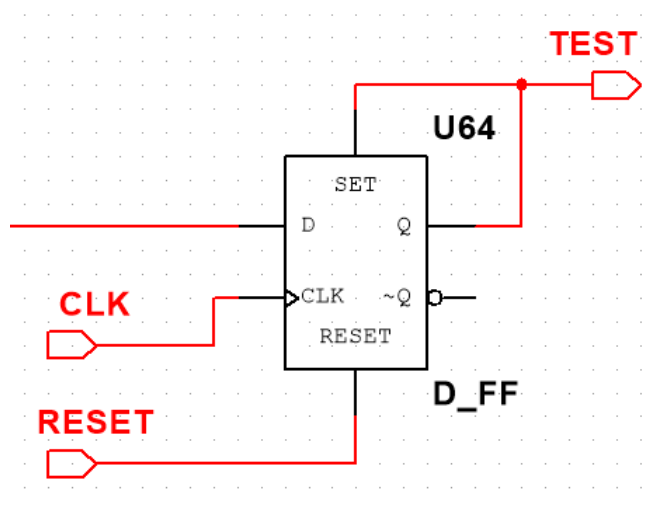 TEST
U64
SET
D Q
CLK
CLK ~Q
RESET
D_FF
RESET